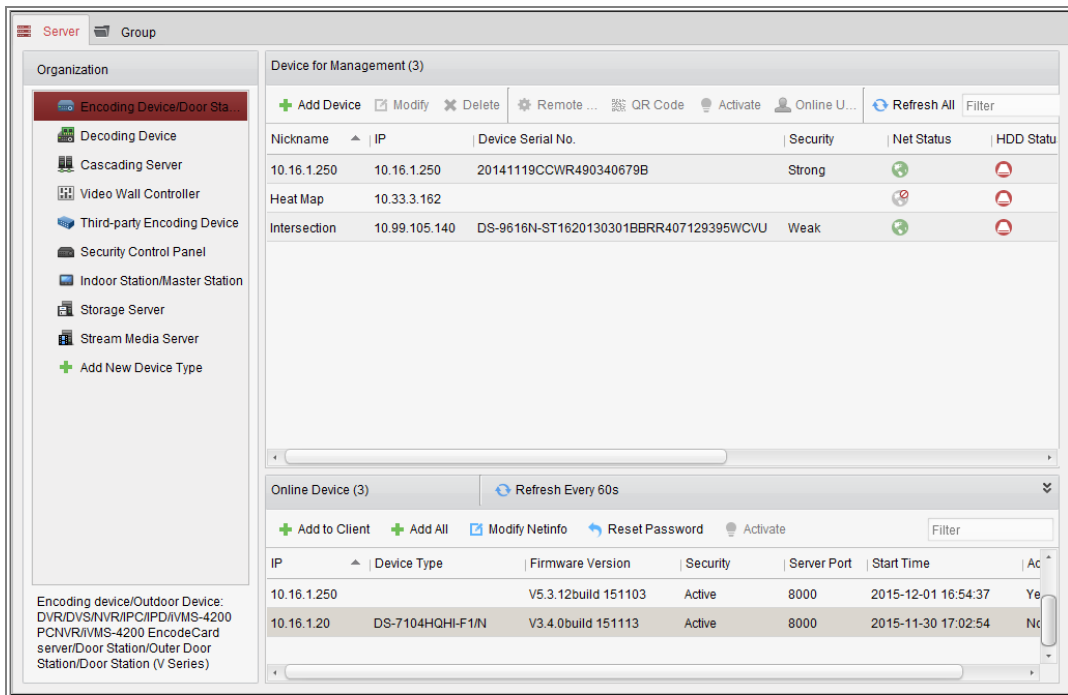 Server Group
Organization
Encoding Device/Door Sta...
Decoding Device
Cascading Server
Video Wall Controller
Third-party Encoding Device
Security Control Panel
Indoor Station/Master Station
Storage Server
Stream Media Server
Add New Device Type
Encoding device/Outdoor Device:
DVR/DVS/NVR/IPC/IPD/iVMS-4200
PCNVR/iVMS-4200 EncodeCard
server/Door Station/Outer Door
Station/Door Station (V Series)
Device for Management (3)
Add Device Modify Delete Remote ... QR Code Activate Online U... Refresh All Filter
Nickname IP Device Serial No. Security Net Status HDD Statu
10.16.1.250 10.16.1.250 20141119CCWR490340679B Strong
Heat Map 10.33.3.162
Intersection 10.99.105.140 DS-9616N-ST1620130301BBRR407129395WCVU Weak
Online Device (3) Refresh Every 60s
Add to Client Add All Modify Netinfo Reset Password Activate Filter
IP Device Type Firmware Version Security Server Port Start Time Ac
10.16.1.250 V5.3.12build 151103 Active 8000 2015-12-01 16:54:37 Ye
10.16.1.20 DS-7104HQHI-F1/N V3.4.0build 151113 Active 8000 2015-11-30 17:02:54 No